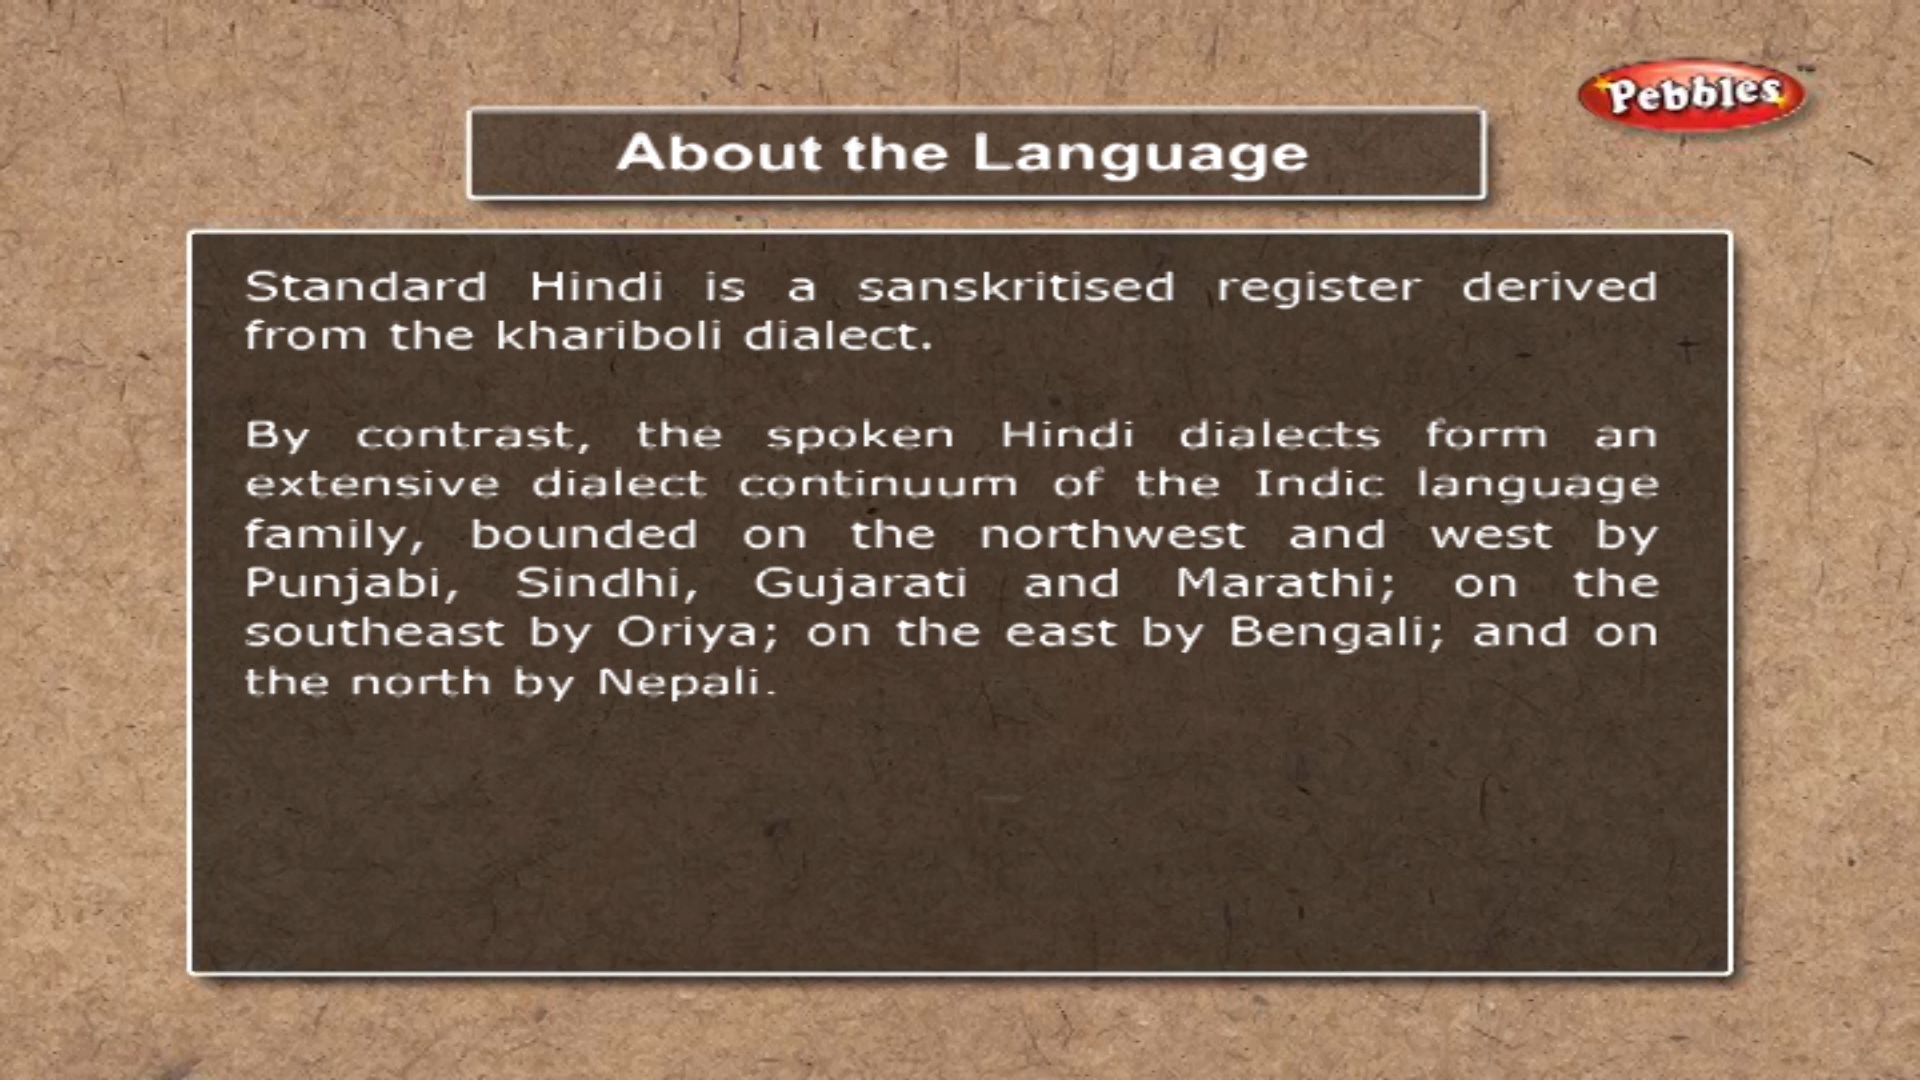 Pebbles
About the Language
Standard Hindi is a sanskritised register derived
from the khariboli dialect.
By contrast, the spoken Hindi dialects form an
extensive dialect continuum of the Indic language
family, bounded on the northwest and west by
Punjabi, Sindhi, Gujarati and Marathi; on the
southeast by Oriya; on the east by Bengali; and on
the north by Nepali.